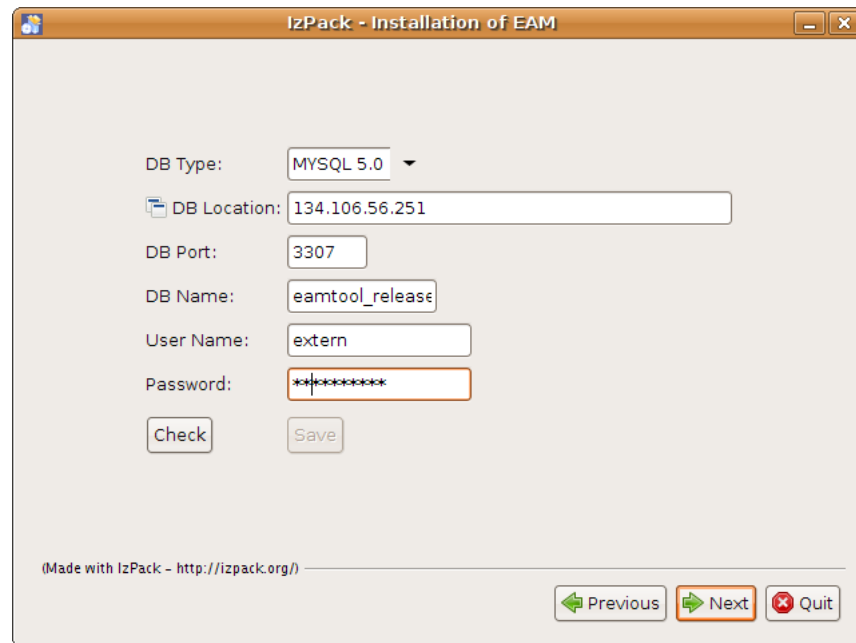 IzPack - Installation of EAM
DB Type: MYSQL 5.0
DB Location: 134.106.56.251
DB Port: 3307
DB Name: eamtool_release
User Name: extern
Password: **********
Check Save
(Made with IzPack - http://izpack.org/)
Previous Next Quit